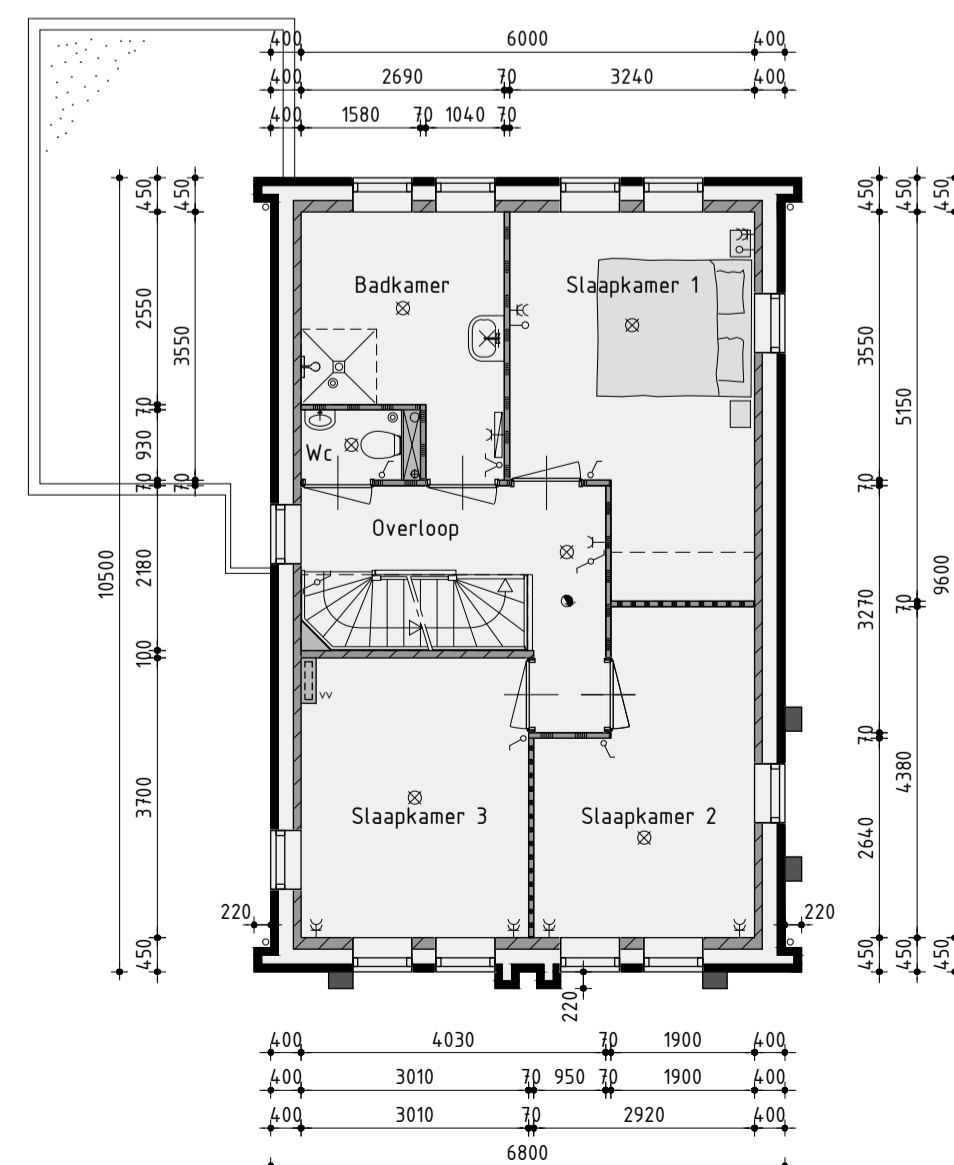 400 6000 400
400 2690 70 3240 400
400 1580 70 1040 70
450 450 450 450 450
2550 3550 3550 5150
Badkamer Slaapkamer 1
70 930 70 70
Wc
Overloop
70
10500 2180 100 3270 70 9600
3700 70 4380 2640
VV
Slaapkamer 3 Slaapkamer 2
220 220
450 450 450 450
220
400 4030 70 1900 400
400 3010 70 950 70 1900 400
400 3010 70 2920 400
6800